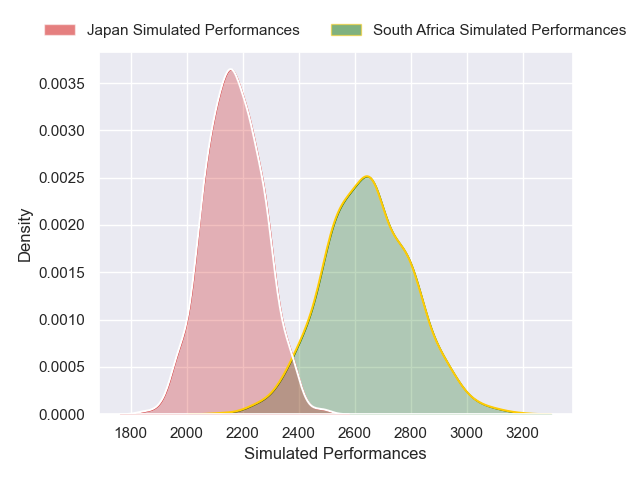 Japan Simulated Performances South Africa Simulated Performances
0.0035
0.0030
0.0025
0.0020
0.0015
0.0010
0.0005
0.0000
Density
1800 2000 2200 2400 2600 2800 3000 3200
Simulated Performances